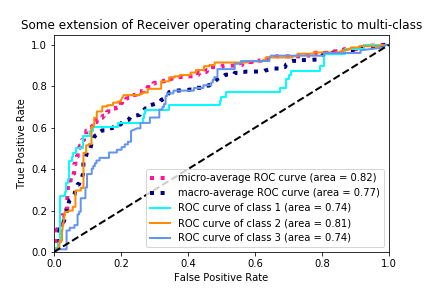 Some extension of Receiver operating characteristic to multi-class
1.0
0.8
0.6
0.4
0.2
0.0
True Positive Rate
micro-average ROC curve (area = 0.82)
macro-average ROC curve (area = 0.77)
ROC curve of class 1 (area = 0.74)
ROC curve of class 2 (area = 0.81)
ROC curve of class 3 (area = 0.74)
0.0 0.2 0.4 0.6 0.8 1.0
False Positive Rate